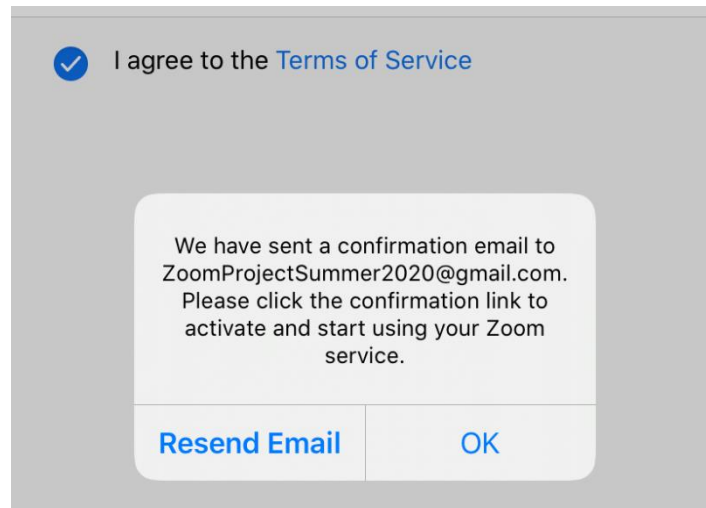 I agree to the Terms of Service
We have sent a confirmation email to
ZoomProjectSummer2020@gmail.com.
Please click the confirmation link to
activate and start using your Zoom
service.
Resend Email
OK